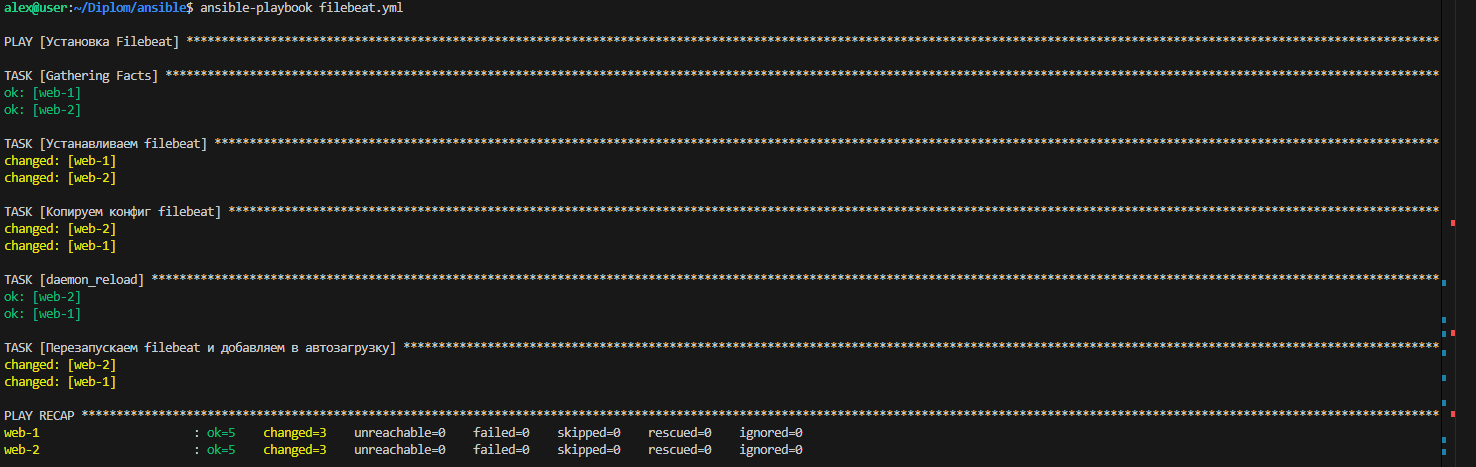 alex@user:~/Diplom/ansible$ ansible-playbook filebeat.yml
PLAY [Установка Filebeat] ***********************************************************************************************************************************************************************************
TASK [Gathering Facts] **************************************************************************************************************************************************************************************
ok: [web-1]
ok: [web-2]
TASK [Устанавливаем filebeat] *******************************************************************************************************************************************************************************
changed: [web-1]
changed: [web-2]
TASK [Копируем конфиг filebeat] *****************************************************************************************************************************************************************************
changed: [web-2]
changed: [web-1]
TASK [daemon_reload] ****************************************************************************************************************************************************************************************
ok: [web-2]
ok: [web-1]
TASK [Перезапускаем filebeat и добавляем в автозагрузку] ****************************************************************************************************************************************************
changed: [web-2]
changed: [web-1]
PLAY RECAP **************************************************************************************************************************************************************************************************
web-1                      : ok=5    changed=3    unreachable=0    failed=0    skipped=0    rescued=0    ignored=0
web-2                      : ok=5    changed=3    unreachable=0    failed=0    skipped=0    rescued=0    ignored=0